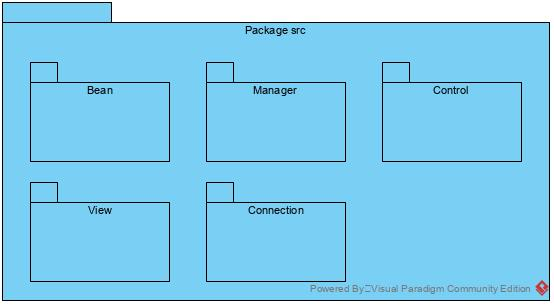 Package src
Bean
Manager
Control
View
Connection
Powered By Visual Paradigm Community Edition